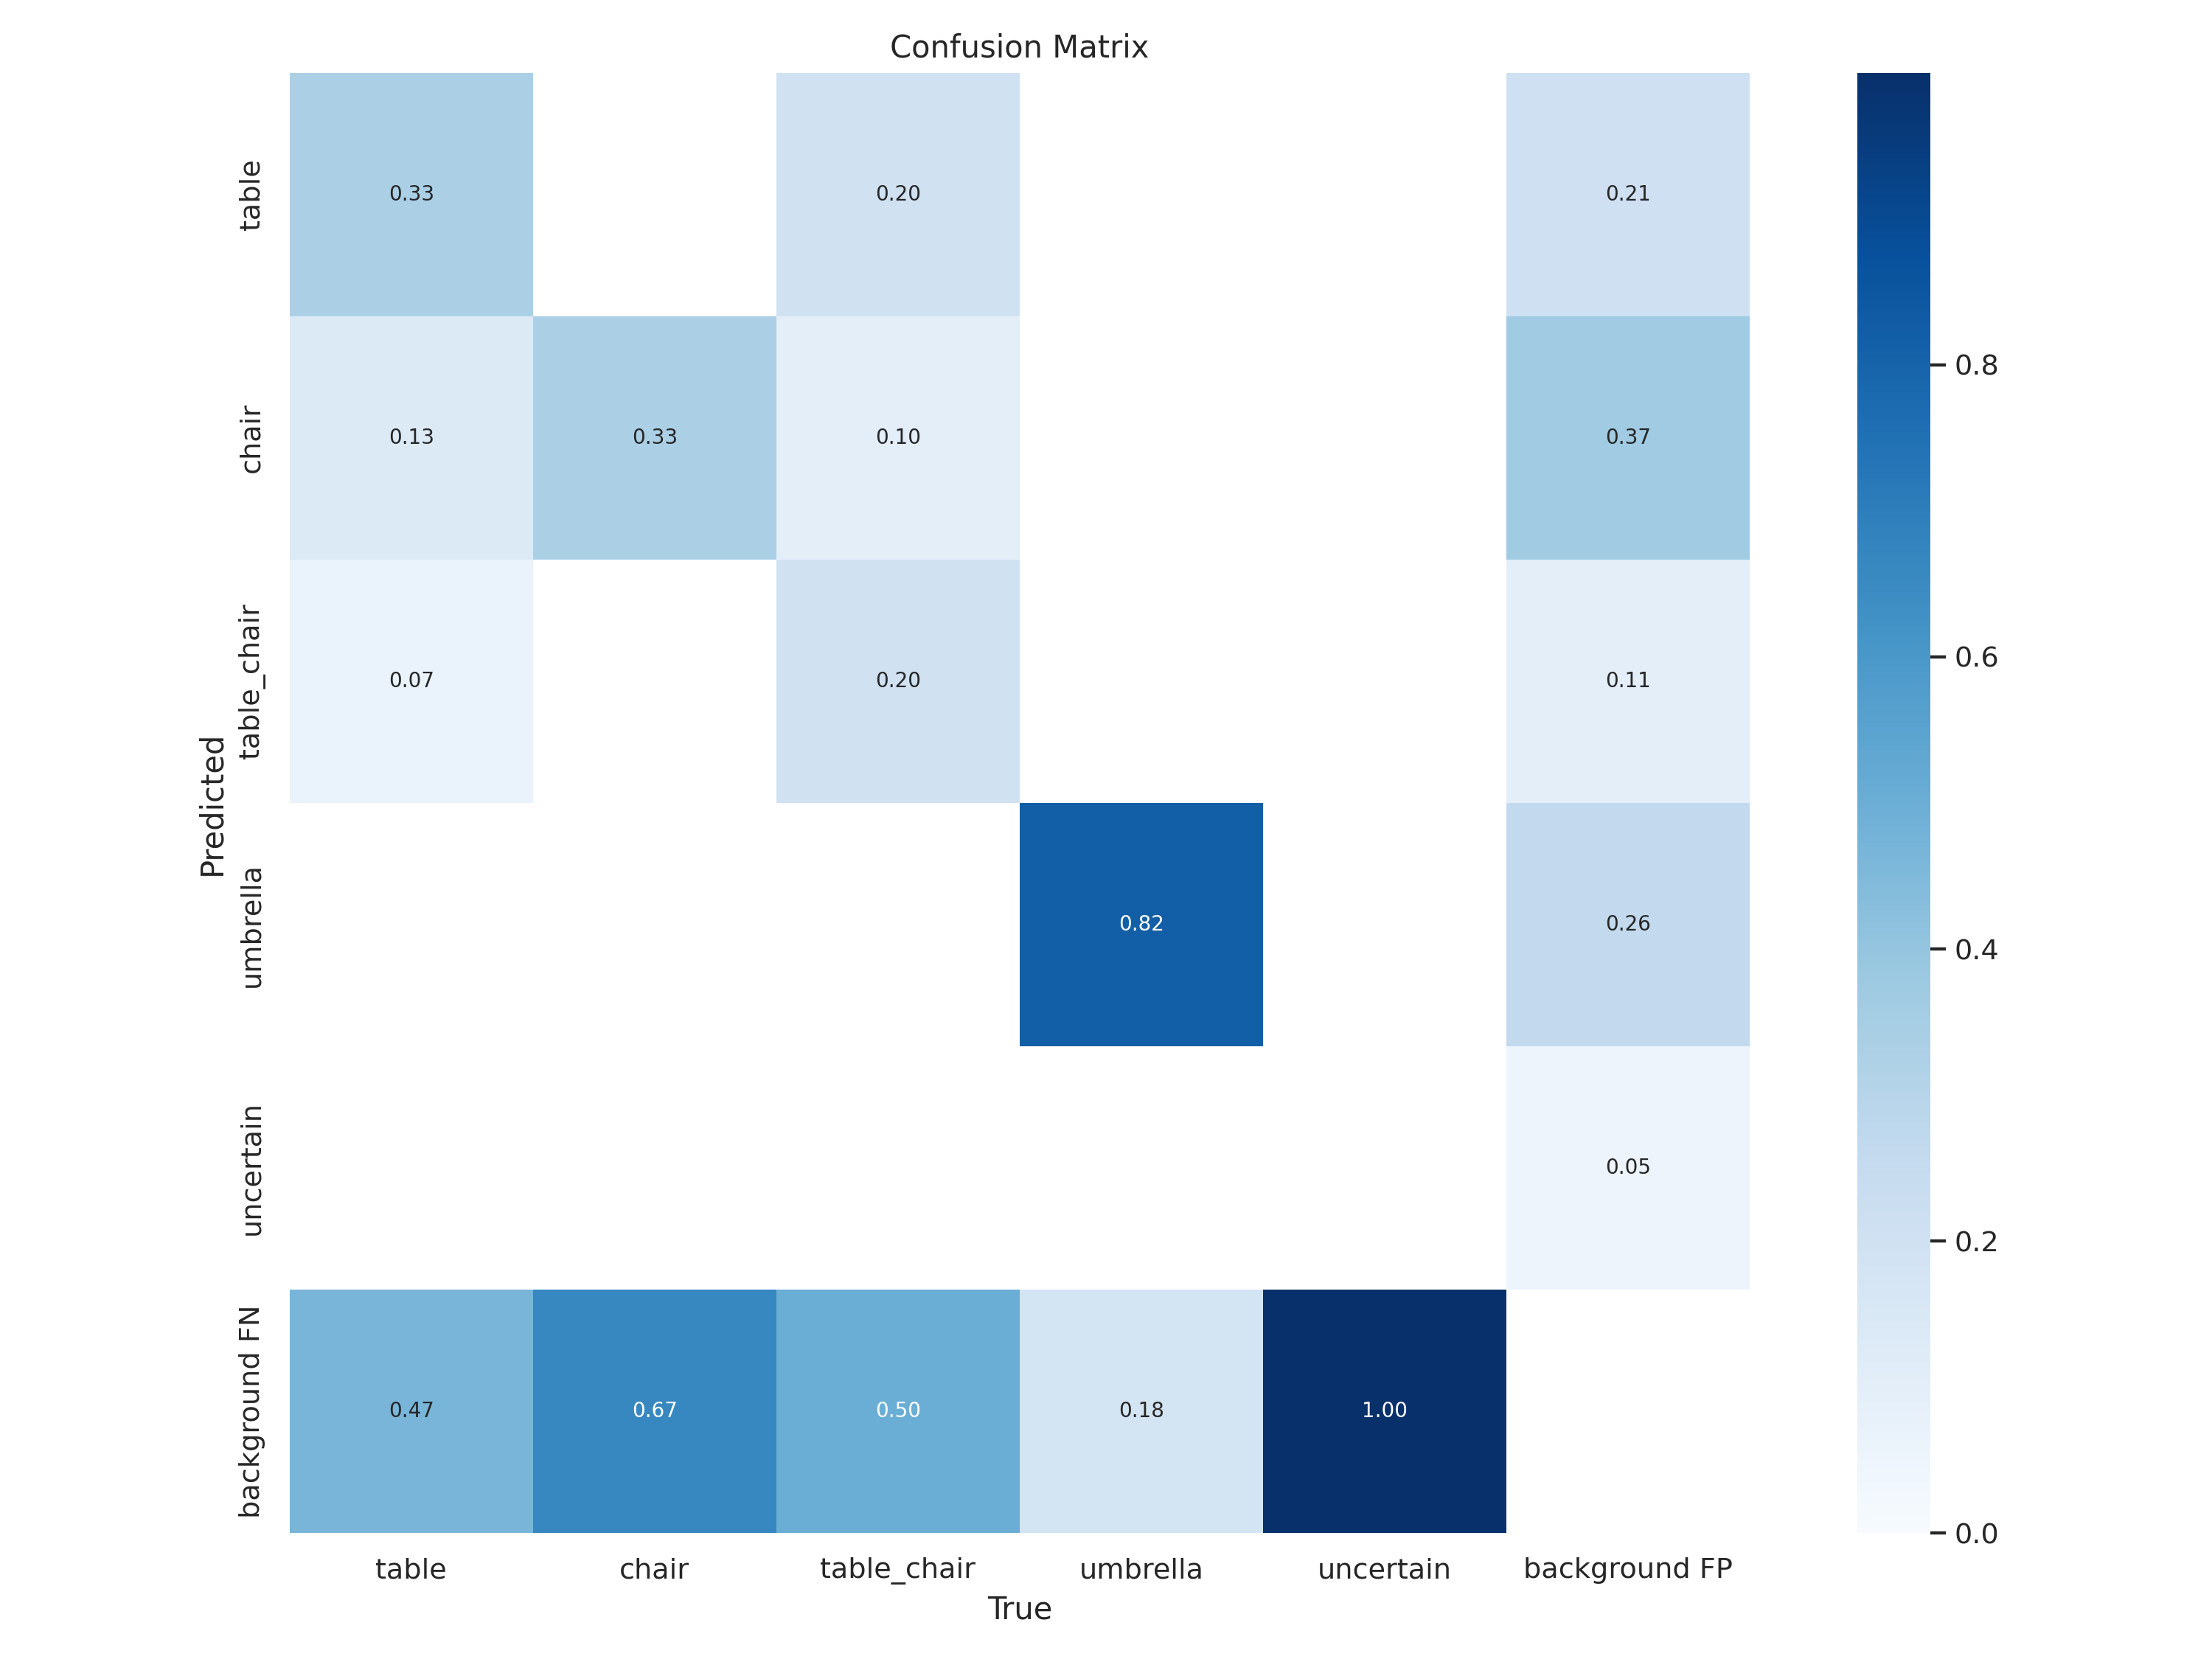 Confusion Matrix
table
0.33
0.20
0.21
chair
0.13
0.33
0.10
0.37
table_chair
0.07
0.20
0.11
umbrella
0.82
0.26
uncertain
0.05
background FN
0.47
0.67
0.50
0.18
1.00
Predicted
table
chair
table_chair
umbrella
uncertain
background FP
True
0.8
0.6
0.4
0.2
0.0